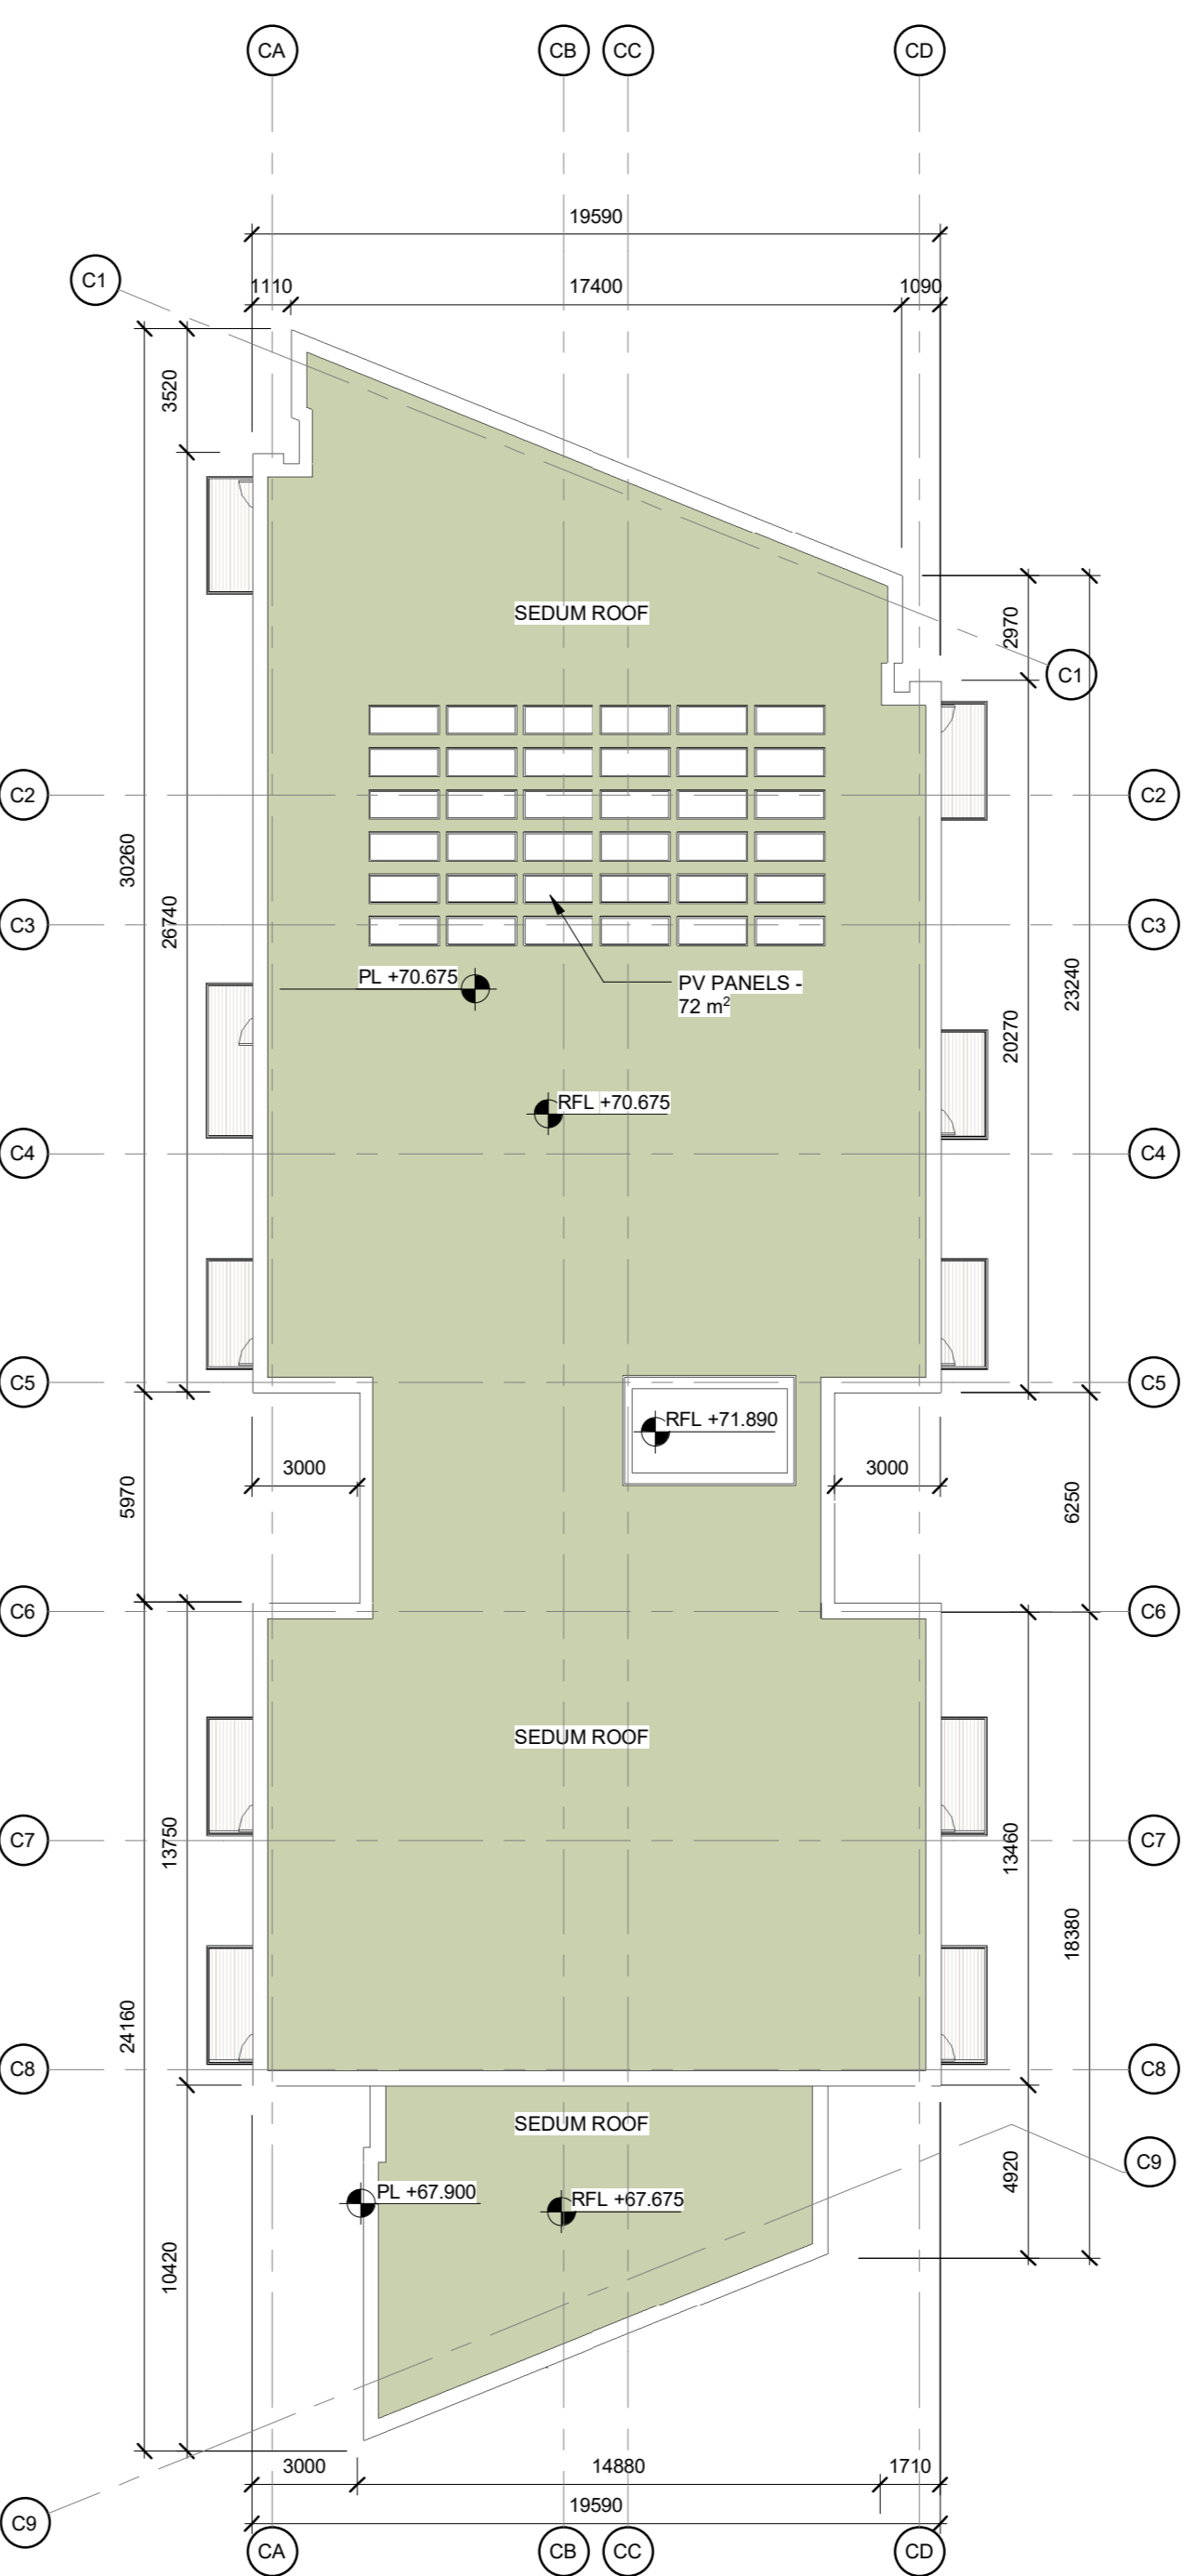 CA CB CC CD
19590
C1
1110 17400 1090
3520
2970
SEDUM ROOF
C1
C2 C2
30260
26740
C3 C3
23240
20270
PL +70.675
PV PANELS -
72 m²
RFL +70.675
C4 C4
C5 C5
RFL +71.890
3000 3000
5970
6250
C6 C6
SEDUM ROOF
13750
13460
C7 C7
18380
24160
C8 C8
SEDUM ROOF
4920
C9
PL +67.900
RFL +67.675
10420
3000 14880 1710
19590
C9
CA CB CC CD